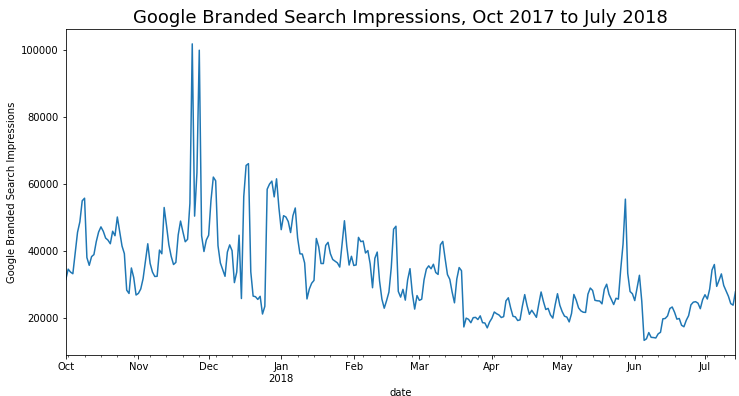 Google Branded Search Impressions, Oct 2017 to July 2018
Google Branded Search Impressions
100000
80000
60000
40000
20000
Oct Nov Dec Jan Feb Mar Apr May Jun Jul
2018
date